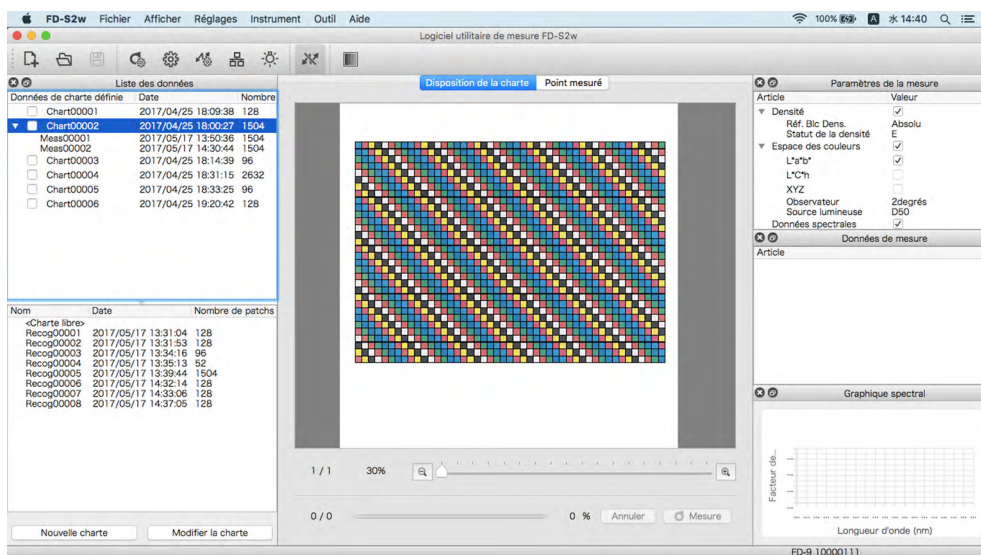 FD-S2w Fichier Afficher Réglages Instrument Outil Aide 100% A 水 14:40
Logiciel utilitaire de mesure FD-S2w
Liste des données
Données de charte définie Date Nombre
Chart00001 2017/04/25 18:09:38 128
Chart00002 2017/04/25 18:00:27 1504
Meas00001 2017/05/17 13:50:36 1504
Meas00002 2017/05/17 14:30:44 1504
Chart00003 2017/04/25 18:14:39 96
Chart00004 2017/04/25 18:31:15 2632
Chart00005 2017/04/25 18:33:25 96
Chart00006 2017/04/25 19:20:42 128
Nom Date Nombre de patchs
<Charte libre>
Recog00001 2017/05/17 13:31:04 128
Recog00002 2017/05/17 13:31:53 128
Recog00003 2017/05/17 13:34:16 96
Recog00004 2017/05/17 13:35:13 52
Recog00005 2017/05/17 13:39:44 1504
Recog00006 2017/05/17 14:32:14 128
Recog00007 2017/05/17 14:33:06 128
Recog00008 2017/05/17 14:37:05 128
Nouvelle charte Modifier la charte
Disposition de la charte Point mesuré
1 / 1 30%
0 / 0 0 % Annuler Mesure
Paramètres de la mesure
Article Valeur
Densité
Réf. Blc Dens. Absolu
Statut de la densité E
Espace des couleurs
L*a*b*
L*C*h
XYZ
Observateur 2degrés
Source lumineuse D50
Données spectrales
Données de mesure
Article
Graphique spectral
Facteur de...
Longueur d'onde (nm)
FD-9 10000111